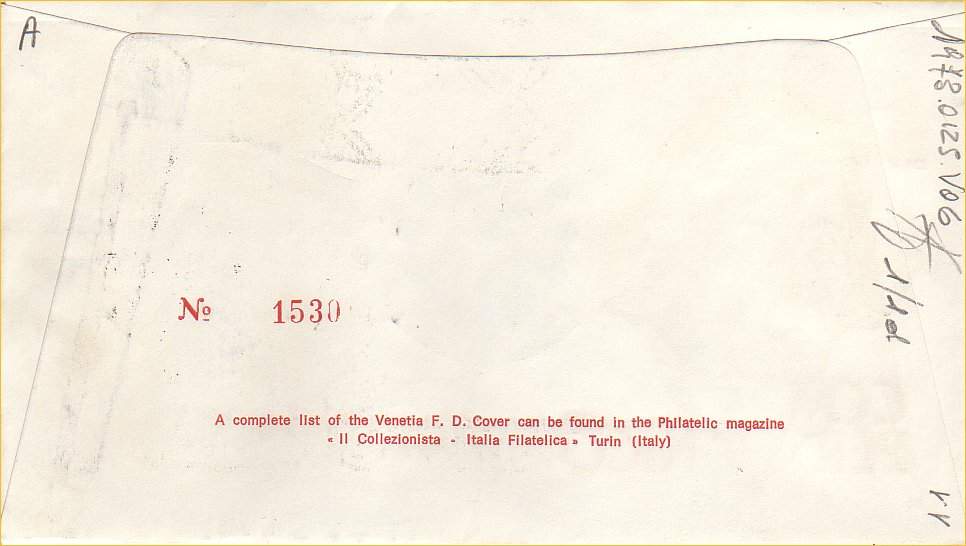 A
Nº 1530
A complete list of the Venetia F. D. Cover can be found in the Philatelic magazine
« Il Collezionista - Italia Filatelica » Turin (Italy)